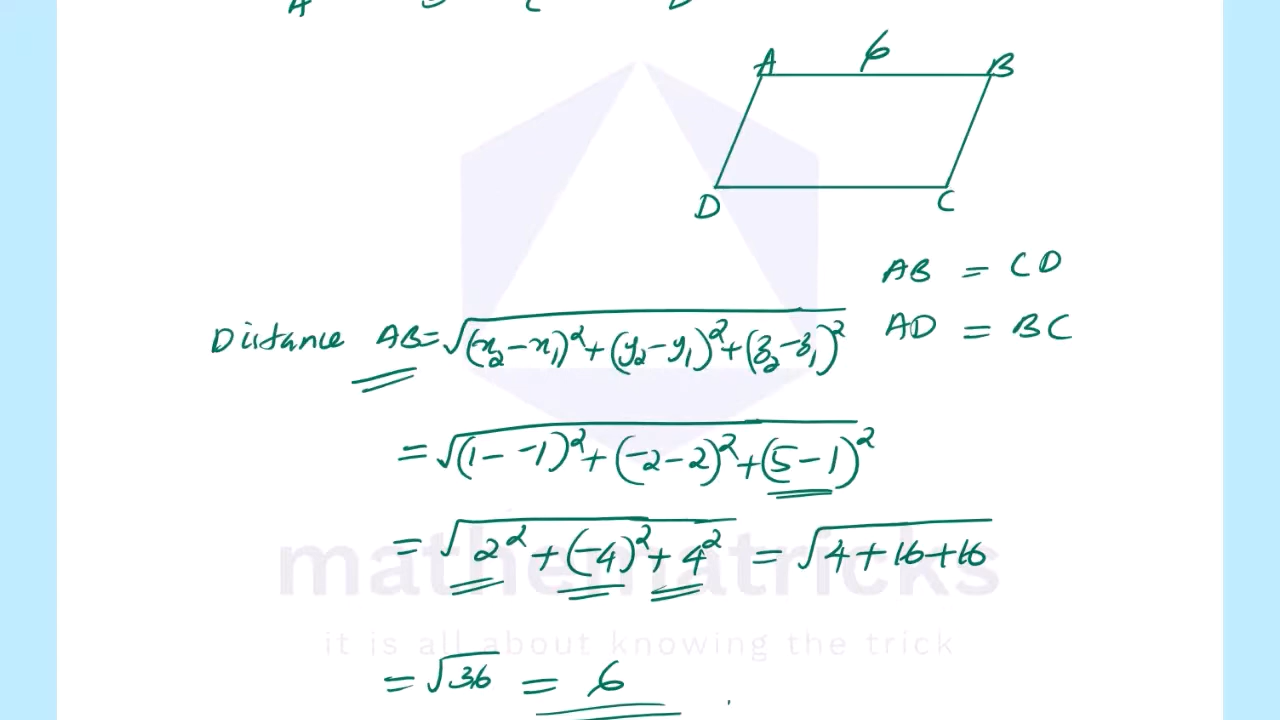 A B C D
6
A B
D C
AB = CD
AD = BC
Distance AB = √(x₂ − x₁)² + (y₂ − y₁)² + (z₂ − z₁)²
= √(1 − −1)² + (−2 − 2)² + (5 − 1)²
= √2² + (−4)² + 4² = √4 + 16 + 16
mathematricks
it is all about knowing the trick
= √36 = 6